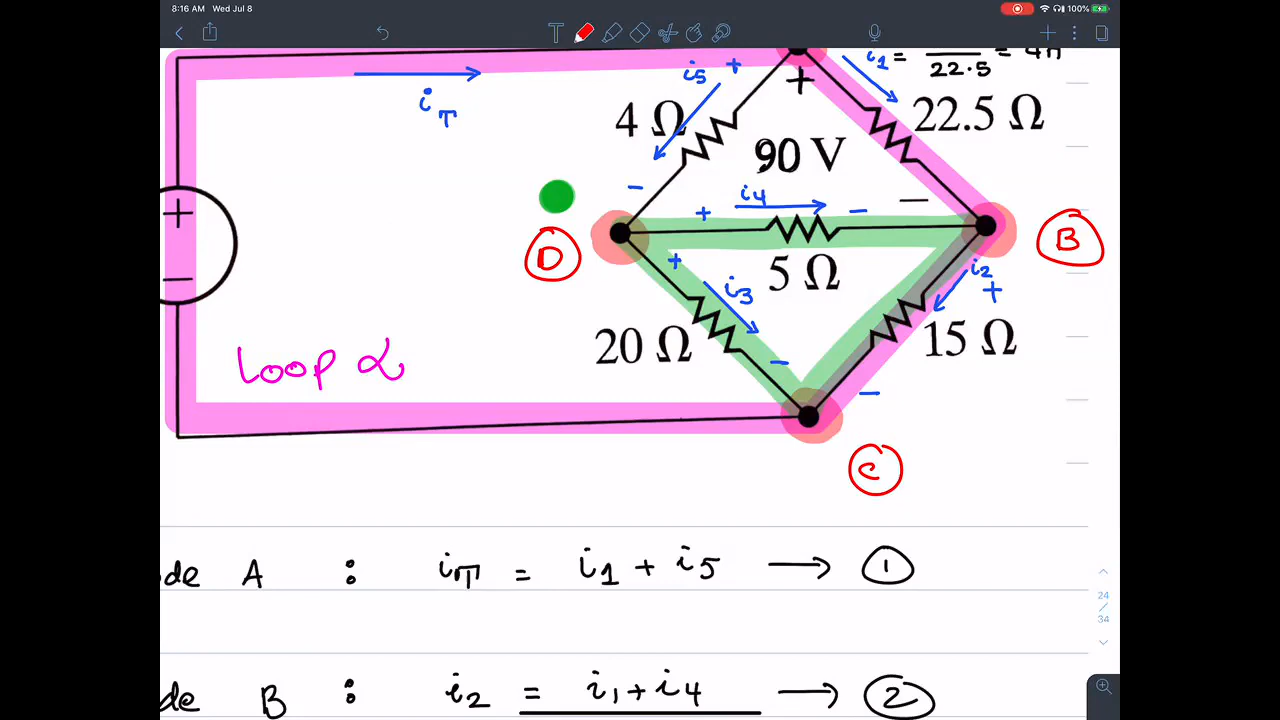 8:16 AM Wed Jul 8
100%
i1 = 22.5 = 4A
iT
i5 +
+
4 Ω
22.5 Ω
90 V
−
i4
+ −
−
D
B
+
i3
5 Ω
i2
+
20 Ω
15 Ω
−
−
Loop α
C
+
−
de A : iT = i1 + i5 → 1
24
/
34
de B : i2 = i1 + i4 → 2